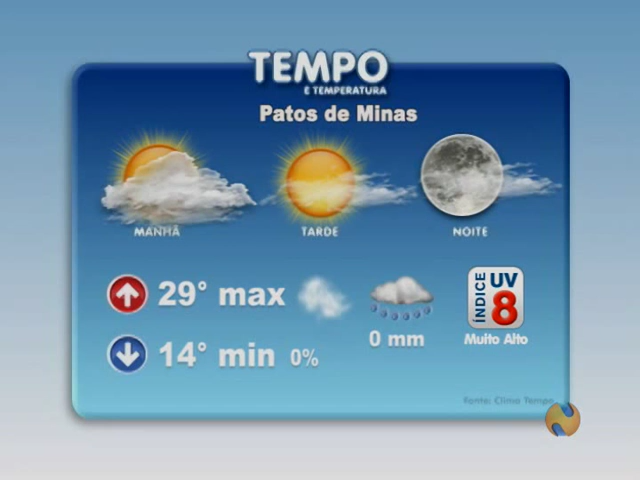 TEMPO
E TEMPERATURA
Patos de Minas
MANHÃ
TARDE
NOITE
29° max
14° min 0%
0 mm
ÍNDICE UV 8
Muito Alto
Fonte: Clima Tempo